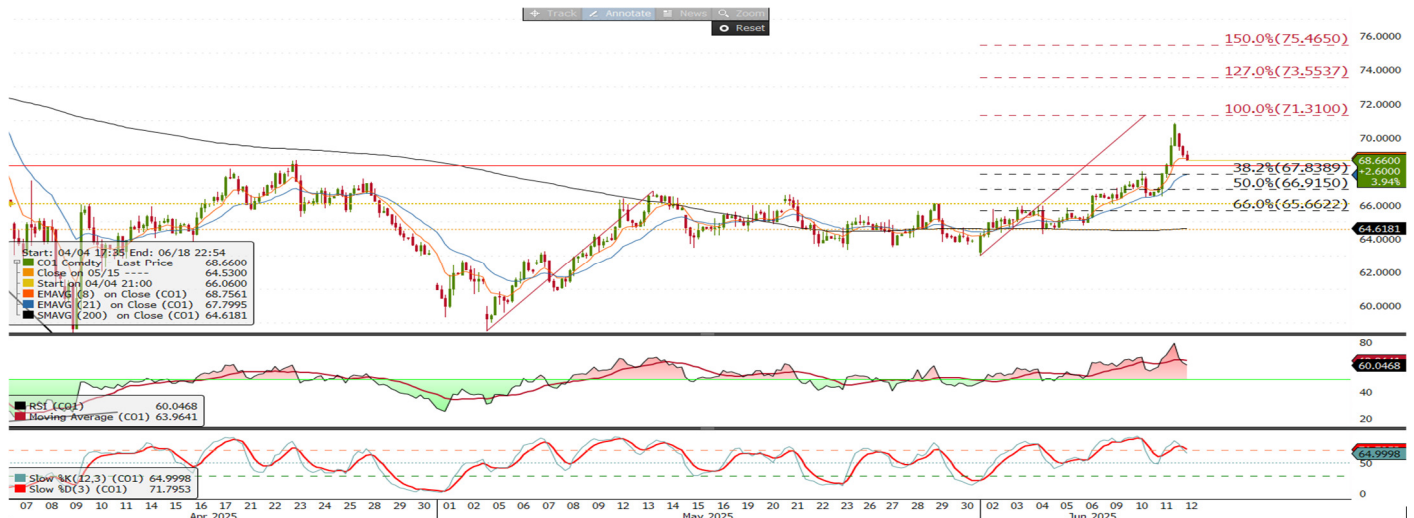 Track Annotate News Zoom
Reset
150.0%(75.4650)
127.0%(73.5537)
100.0%(71.3100)
38.2%(67.8389)
50.0%(66.9150)
66.0%(65.6622)
76.0000
74.0000
72.0000
70.0000
68.6600
+2.6000
3.94%
66.0000
64.6181
64.0000
62.0000
60.0000
Start: 04/04 17:35 End: 06/18 22:54
CO1 Comdty - Last Price 68.6600
Close on 05/15 ---- 64.5300
Start on 04/04 21:00 66.0600
EMAVG (8) on Close (CO1) 68.7561
EMAVG (21) on Close (CO1) 67.7995
SMAVG (200) on Close (CO1) 64.6181
80
60.0468
40
20
RSI (CO1) 60.0468
Moving Average (CO1) 63.9641
64.9998
50
0
Slow %K(12,3) (CO1) 64.9998
Slow %D(3) (CO1) 71.7953
07 08 09 10 11 14 15 16 17 18 21 22 23 24 25 28 29 30 01 02 05 06 07 08 09 12 13 14 15 16 19 20 21 22 23 26 27 28 29 30 02 03 04 05 06 09 10 11 12
Apr 2025 May 2025 Jun 2025